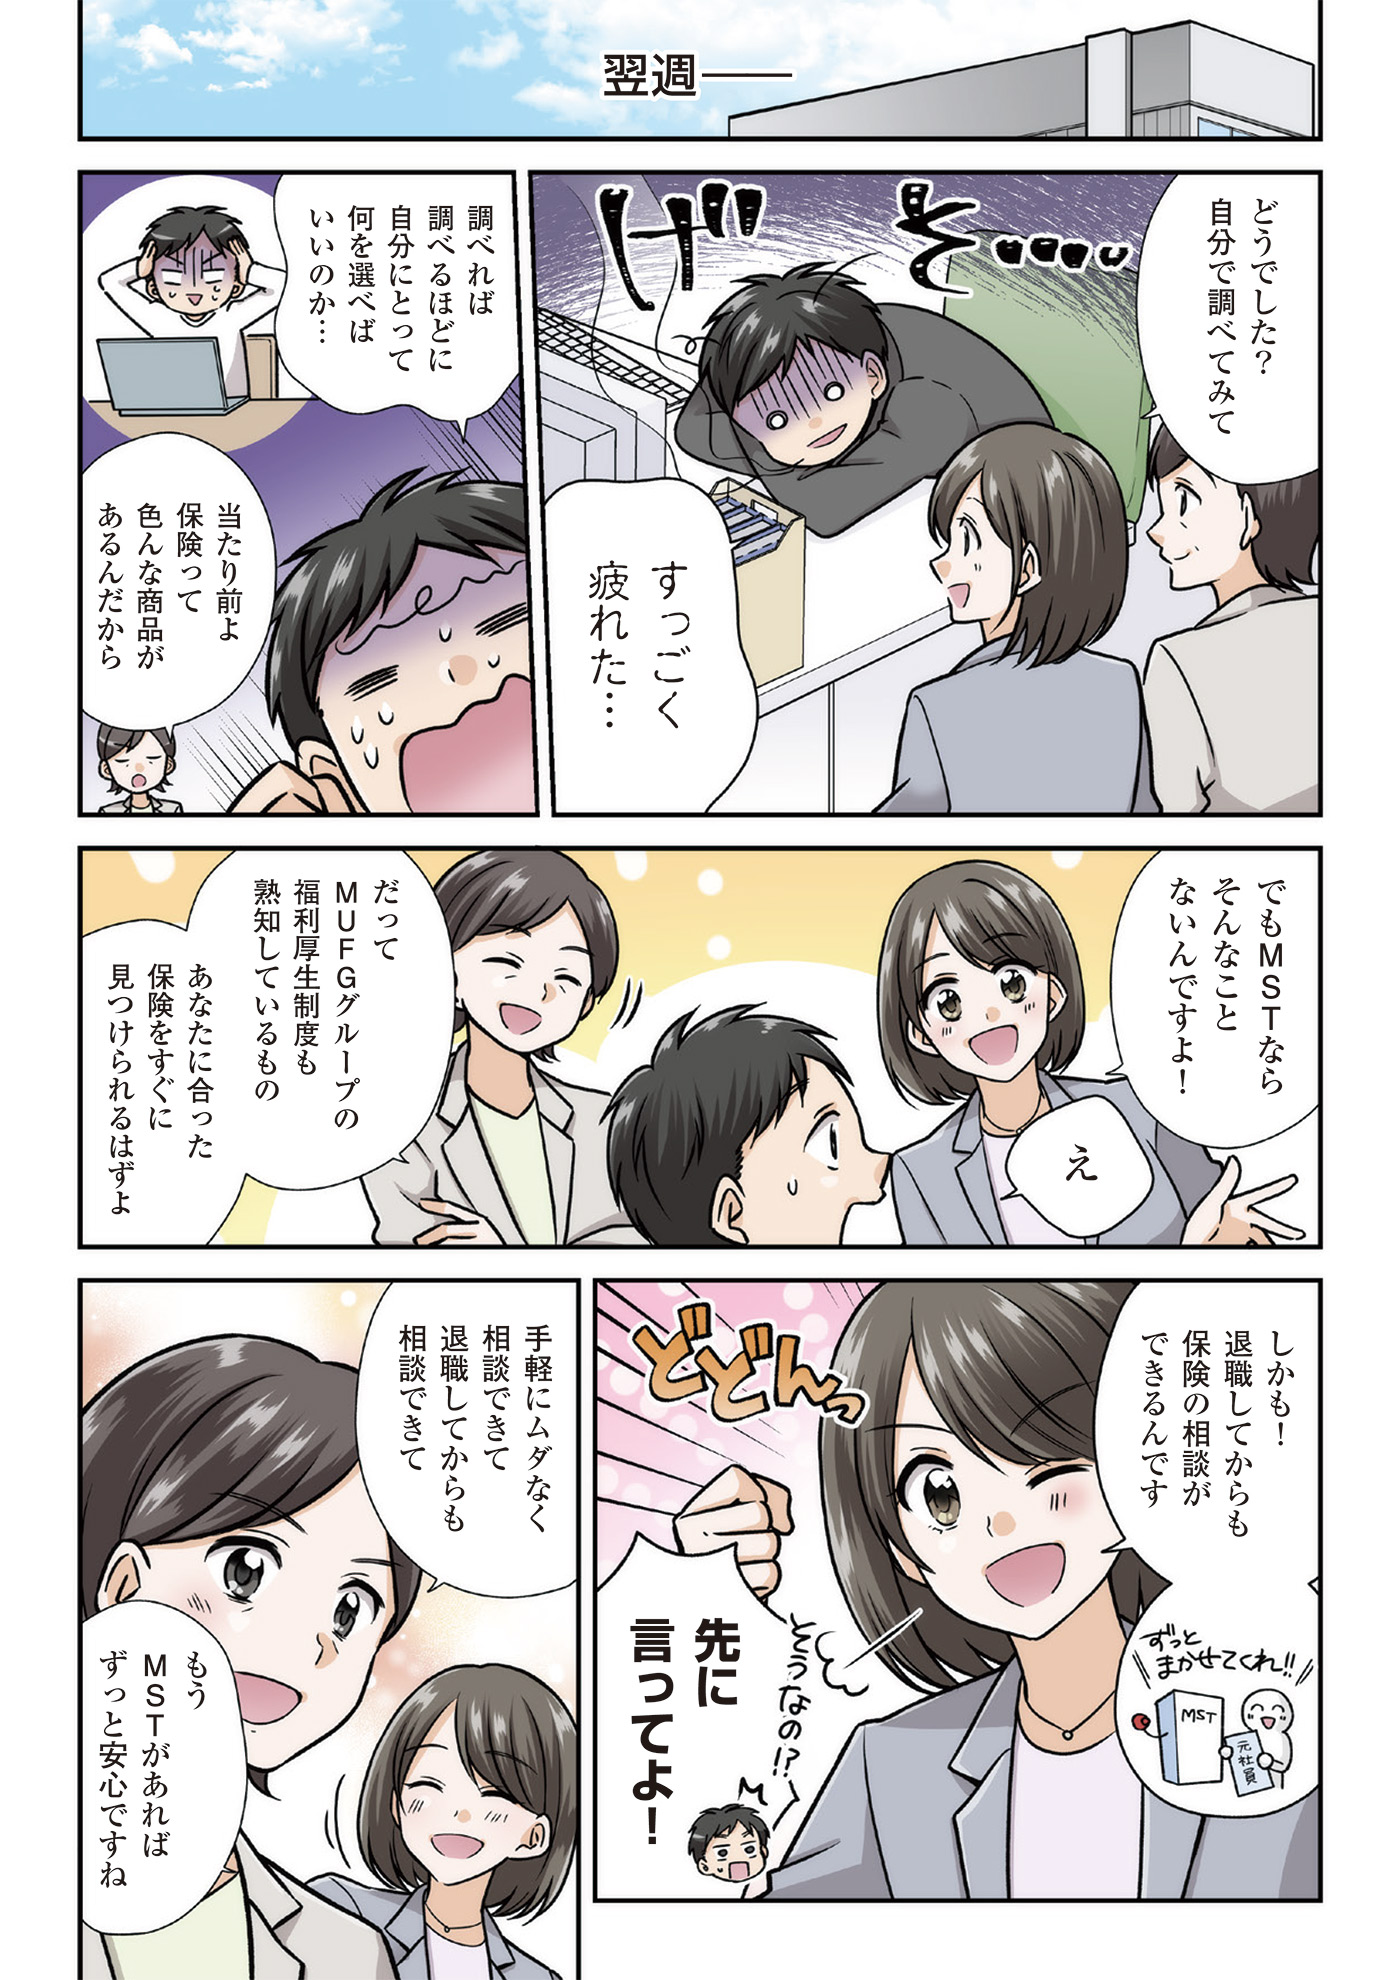 翌週――
どうでした？
自分で調べてみて
げそ……
すっごく
疲れた…
調べれば
調べるほどに
自分にとって
何を選べば
いいのか…
当たり前よ
保険って
色んな商品が
あるんだから
でもMSTなら
そんなこと
ないんですよ！
え
だって
MUFGグループの
福利厚生制度も
熟知しているもの
あなたに合った
保険をすぐに
見つけられるはずよ
しかも！
退職してからも
保険の相談が
できるんです
ずっと
まかせてくれ!!
MST
元社員
どどんっ
そうなの!?
先に
言ってよ！
手軽にムダなく
相談できて
退職してからも
相談できて
もう
MSTがあれば
ずっと安心ですね